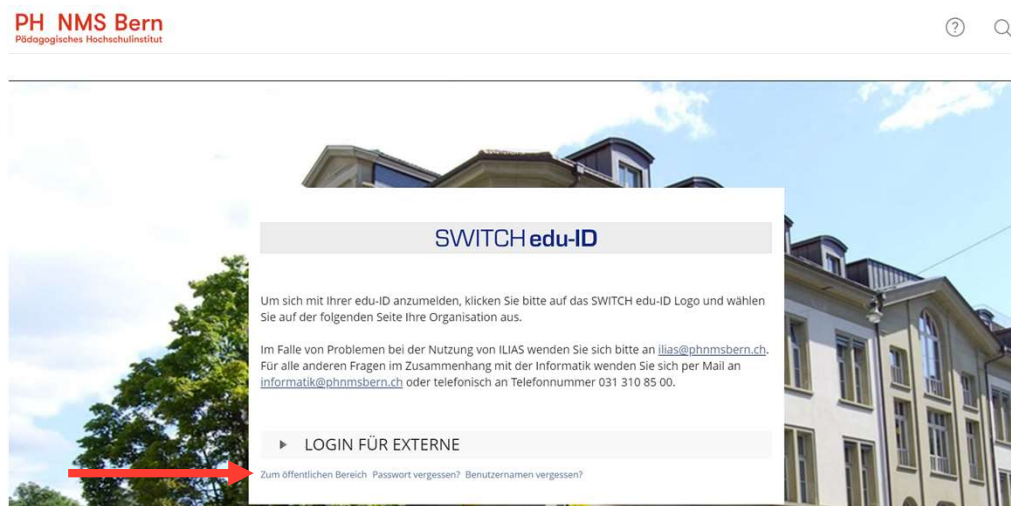 PH NMS Bern
Pädagogisches Hochschulinstitut
?
SWITCH edu-ID
Um sich mit Ihrer edu-ID anzumelden, klicken Sie bitte auf das SWITCH edu-ID Logo und wählen
Sie auf der folgenden Seite Ihre Organisation aus.
Im Falle von Problemen bei der Nutzung von ILIAS wenden Sie sich bitte an ilias@phnmsbern.ch.
Für alle anderen Fragen im Zusammenhang mit der Informatik wenden Sie sich per Mail an
informatik@phnmsbern.ch oder telefonisch an Telefonnummer 031 310 85 00.
LOGIN FÜR EXTERNE
Zum öffentlichen Bereich Passwort vergessen? Benutzernamen vergessen?